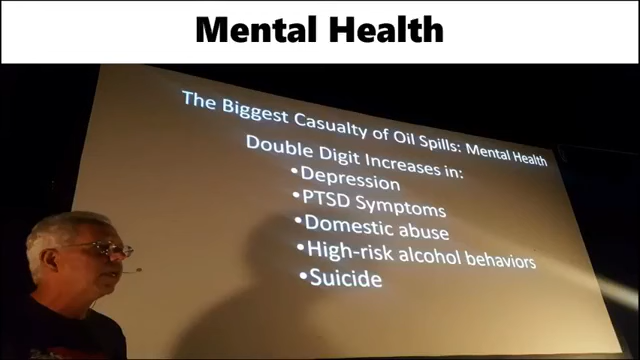 Mental Health
The Biggest Casualty of Oil Spills: Mental Health
Double Digit Increases in:
•Depression
•PTSD Symptoms
•Domestic abuse
•High-risk alcohol behaviors
•Suicide